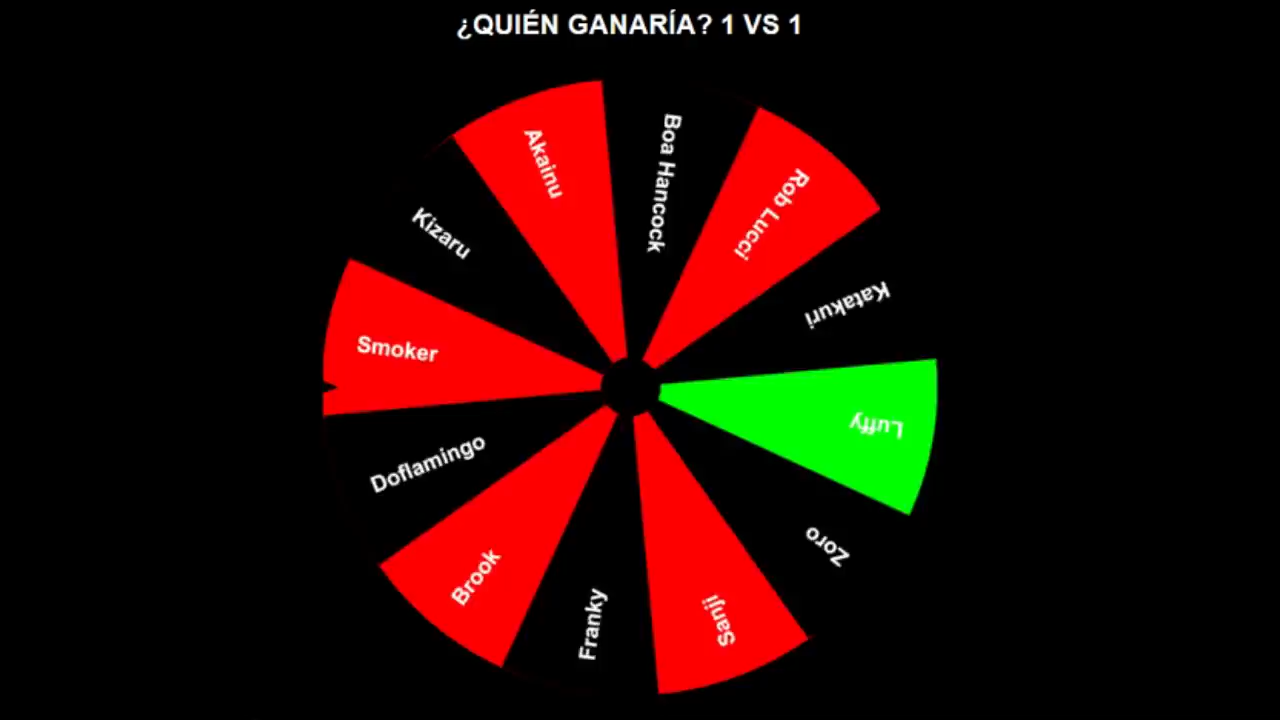 ¿QUIÉN GANARÍA? 1 VS 1
Boa Hancock
Rob Lucci
Katakuri
Luffy
Zoro
Sanji
Franky
Brook
Doflamingo
Smoker
Kizaru
Akainu